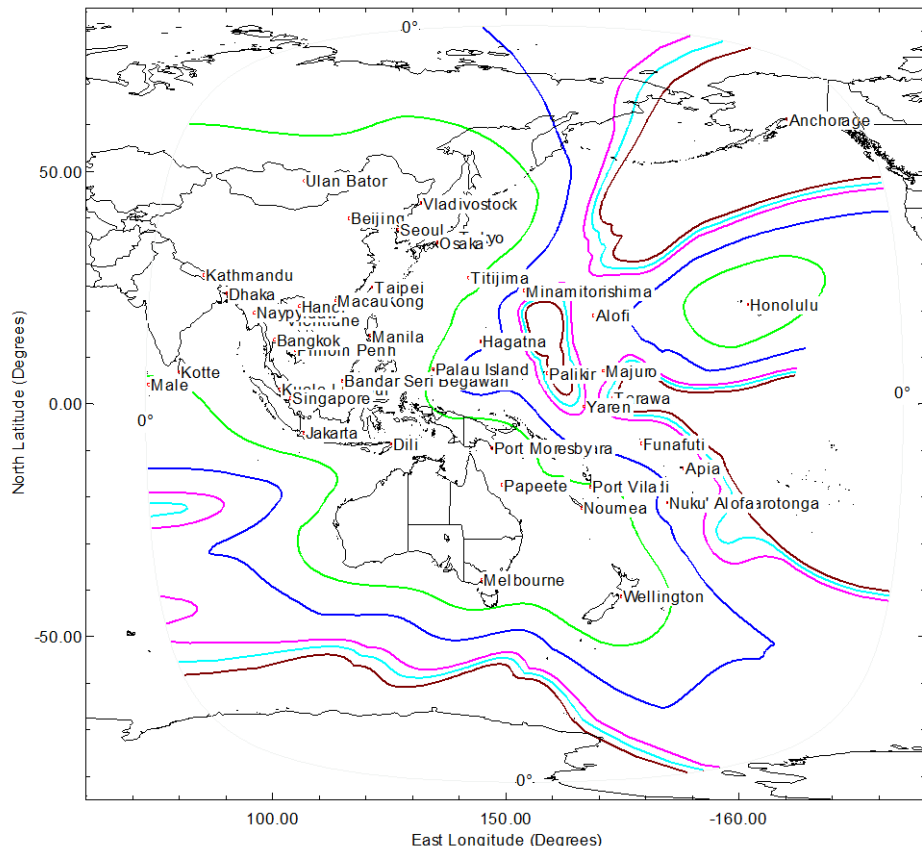 0°
Anchorage
50.00
Ulan Bator
Vladivostock
Beijing
Seoul
Osaka
Kathmandu
Titijima
Dhaka
Taipei
Minamitorishima
Macau
Honolulu
Alofi
Bangkok
Manila
Hagatna
Kotte
Palau Island
Palikir
Majuro
Male
Bandar Seri Begawan
Singapore
0.00
Yaren
0°
0°
Jakarta
Dili
Port Moresby
Funafuti
Apia
Papeete
Port Vila
Noumea
Nuku'Alofa
Melbourne
Wellington
-50.00
0°
100.00
150.00
-160.00
East Longitude (Degrees)
North Latitude (Degrees)